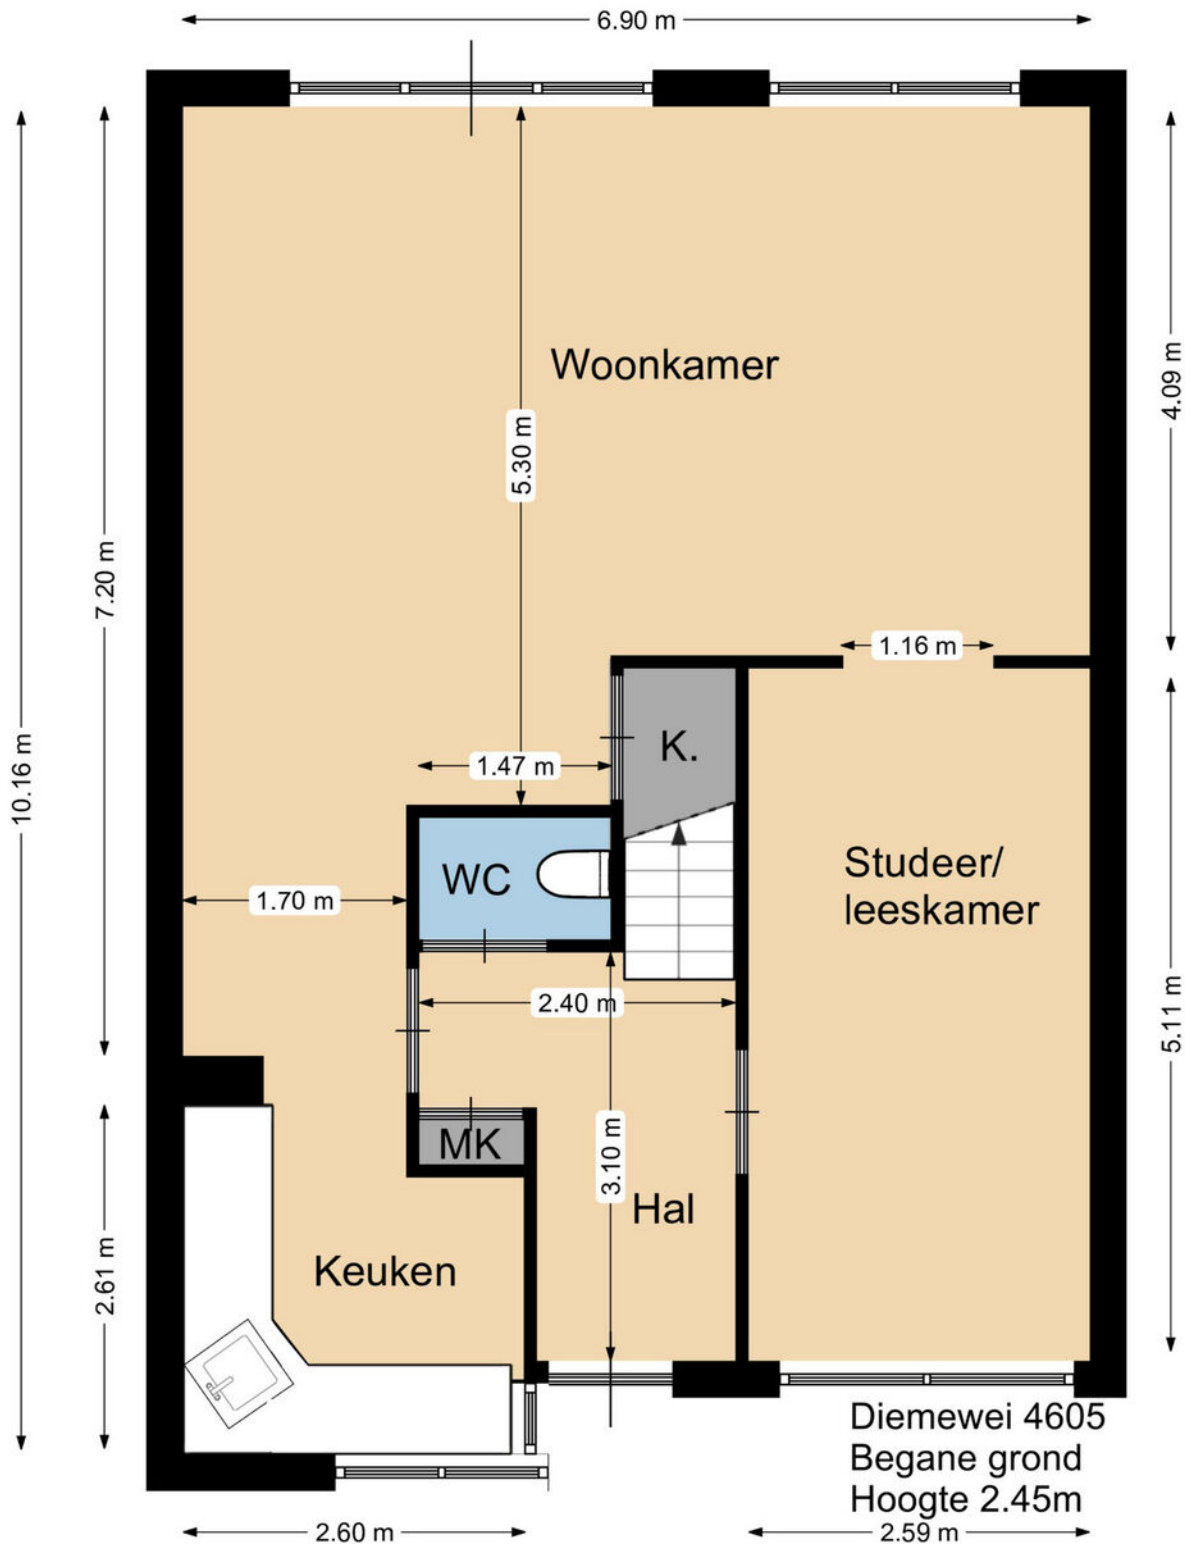 6.90 m
Woonkamer
4.09 m
5.30 m
7.20 m
1.16 m
10.16 m
K.
1.47 m
WC
Studeer/
leeskamer
1.70 m
2.40 m
5.11 m
MK
3.10 m
Hal
Keuken
2.61 m
Diemewei 4605
Begane grond
Hoogte 2.45m
2.60 m
2.59 m